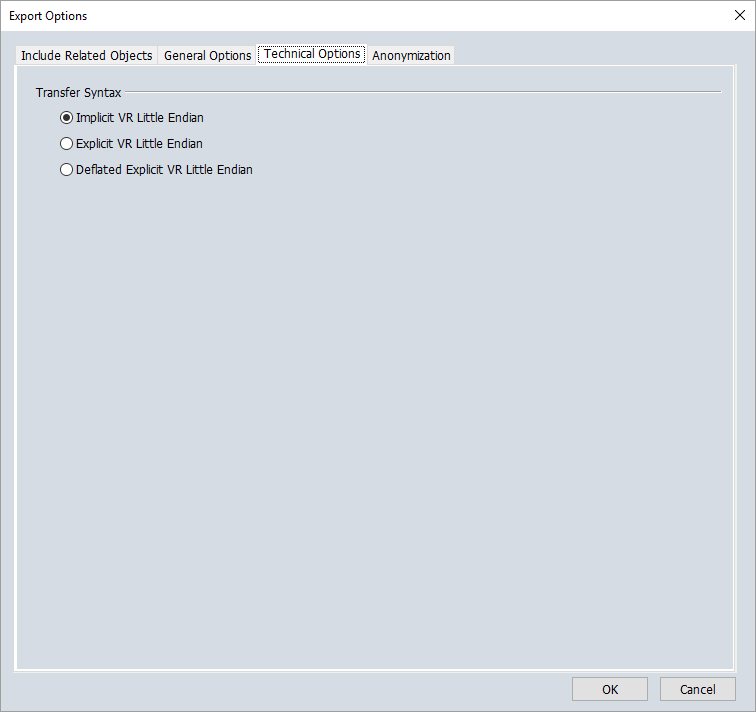 Export Options
Include Related Objects General Options Technical Options Anonymization
Transfer Syntax
Implicit VR Little Endian
Explicit VR Little Endian
Deflated Explicit VR Little Endian
OK Cancel